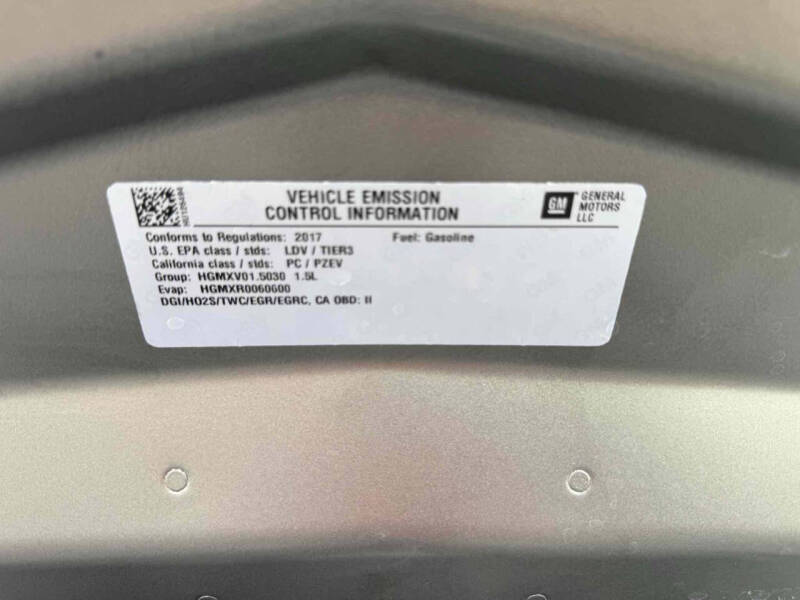 VEHICLE EMISSION
CONTROL INFORMATION
GM
GENERAL
MOTORS
LLC
Conforms to Regulations: 2017 Fuel: Gasoline
U.S. EPA class / stds: LDV / TIER3
California class / stds: PC / PZEV
Group: HGMXV01.5030 1.5L
Evap: HGMXR0060600
DGI/HO2S/TWC/EGR/EGRC, CA OBD: II